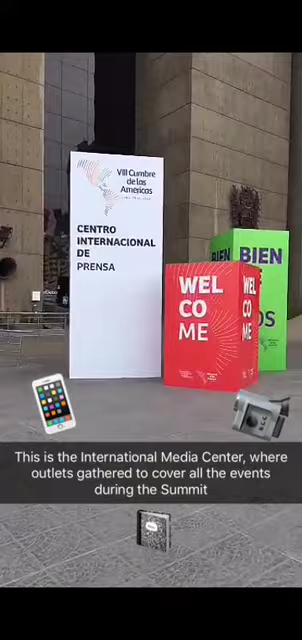 VIII Cumbre
de las
Américas
CENTRO
INTERNACIONAL
DE
PRENSA
WEL
CO
ME
WEL
CO
ME
BIEN
BIEN
OS
This is the International Media Center, where
outlets gathered to cover all the events
during the Summit